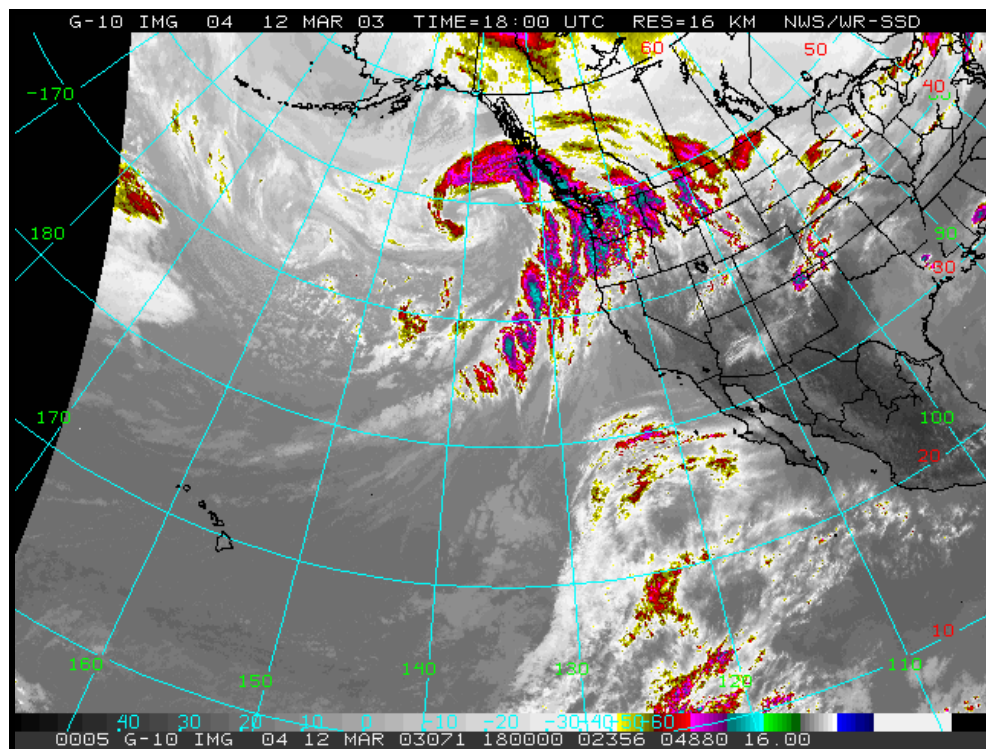 G-10 IMG 04 12 MAR 03 TIME=18:00 UTC RES=16 KM NWS/WR-SSD
60 50
-170 40
180 90
80
170 100
20
10
160 150 140 130 120 110
40 30 20 10 0 -10 -20 -30 -40 -50 -60
0005 G-10 IMG 04 12 MAR 03071 180000 02356 04880 16.00